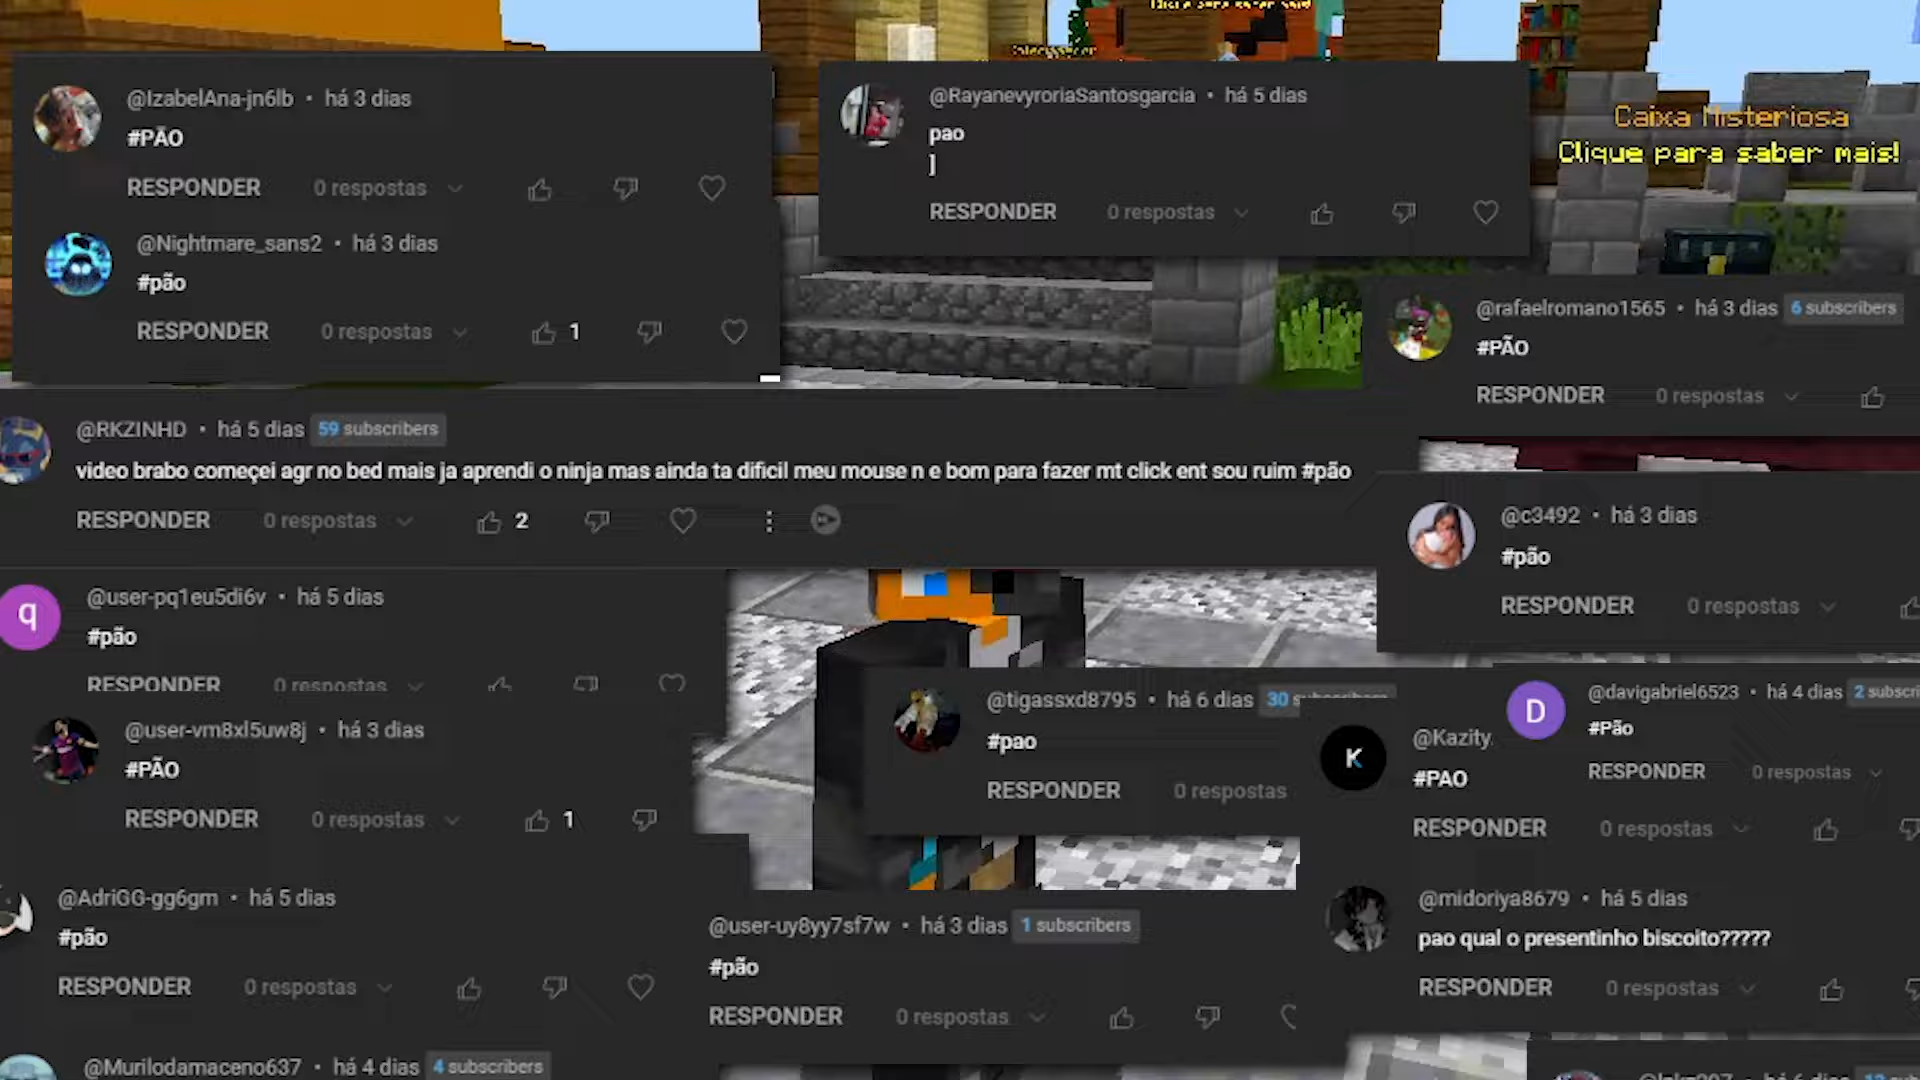 @IzabelAna-jn6lb • há 3 dias
#PÃO
RESPONDER 0 respostas
@Nightmare_sans2 • há 3 dias
#pão
RESPONDER 0 respostas 1
@RayanevyroriaSantosgarcia • há 5 dias
pao
]
RESPONDER 0 respostas
Caixa Misteriosa
Clique para saber mais!
@rafaelromano1565 • há 3 dias 6 subscribers
#PÃO
RESPONDER 0 respostas
@RKZINHD • há 5 dias 59 subscribers
video brabo começei agr no bed mais ja aprendi o ninja mas ainda ta dificil meu mouse n e bom para fazer mt click ent sou ruim #pão
RESPONDER 0 respostas 2
@c3492 • há 3 dias
#pão
RESPONDER 0 respostas
q
@user-pq1eu5di6v • há 5 dias
#pão
RESPONDER 0 respostas
@user-vm8xl5uw8j • há 3 dias
#PÃO
RESPONDER 0 respostas 1
@tigassxd8795 • há 6 dias 30 subscribers
#pao
RESPONDER 0 respostas
K
@Kazity.
#PAO
RESPONDER 0 respostas
D
@davigabriel6523 • há 4 dias 2 subscri
#Pão
RESPONDER 0 respostas
@AdriGG-gg6gm • há 5 dias
#pão
RESPONDER 0 respostas
@user-uy8yy7sf7w • há 3 dias 1 subscribers
#pão
RESPONDER 0 respostas
@midoriya8679 • há 5 dias
pao qual o presentinho biscoito?????
RESPONDER 0 respostas
@Murilodamaceno637 • há 4 dias 4 subscribers